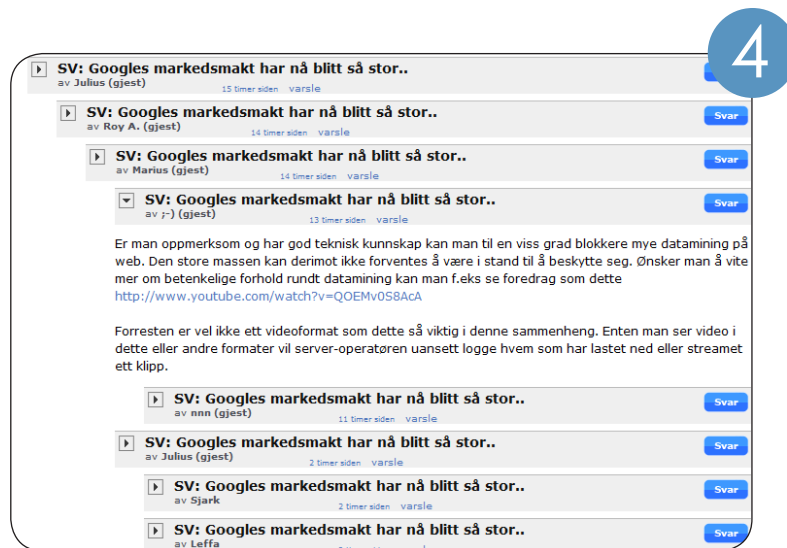 4
SV: Googles markedsmakt har nå blitt så stor..
av Julius (gjest) 15 timer siden varsle
SV: Googles markedsmakt har nå blitt så stor.. Svar
av Roy A. (gjest) 14 timer siden varsle
SV: Googles markedsmakt har nå blitt så stor.. Svar
av Marius (gjest) 14 timer siden varsle
SV: Googles markedsmakt har nå blitt så stor.. Svar
av ;-) (gjest) 13 timer siden varsle
Er man oppmerksom og har god teknisk kunnskap kan man til en viss grad blokkere mye datamining på
web. Den store massen kan derimot ikke forventes å være i stand til å beskytte seg. Ønsker man å vite
mer om betenkelige forhold rundt datamining kan man f.eks se foredrag som dette
http://www.youtube.com/watch?v=QOEMv0S8AcA
Forresten er vel ikke ett videoformat som dette så viktig i denne sammenheng. Enten man ser video i
dette eller andre formater vil server-operatøren uansett logge hvem som har lastet ned eller streamet
ett klipp.
SV: Googles markedsmakt har nå blitt så stor.. Svar
av nnn (gjest) 11 timer siden varsle
SV: Googles markedsmakt har nå blitt så stor.. Svar
av Julius (gjest) 2 timer siden varsle
SV: Googles markedsmakt har nå blitt så stor.. Svar
av Sjark 2 timer siden varsle
SV: Googles markedsmakt har nå blitt så stor.. Svar
av Leffa